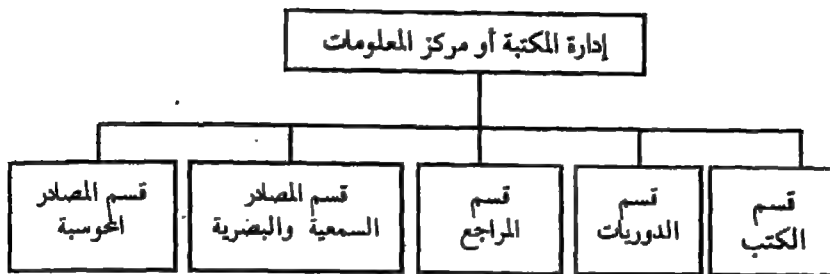 إدارة المكتبة أو مركز المعلومات
قسم
الكتب
قسم
الدوريات
قسم
المراجع
قسم المصادر
السمعية والبصرية
قسم المصادر
المحوسبة